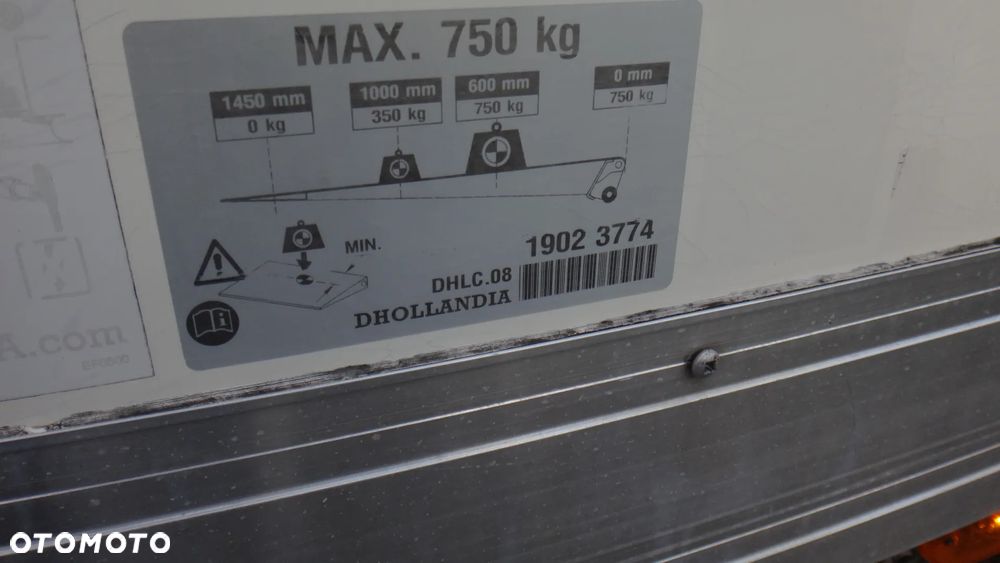 MAX. 750 kg
1450 mm
0 kg
1000 mm
350 kg
600 mm
750 kg
0 mm
750 kg
MIN.
1902 3774
DHLC.08
DHOLLANDIA
A.com
EF0600
OTOMOTO